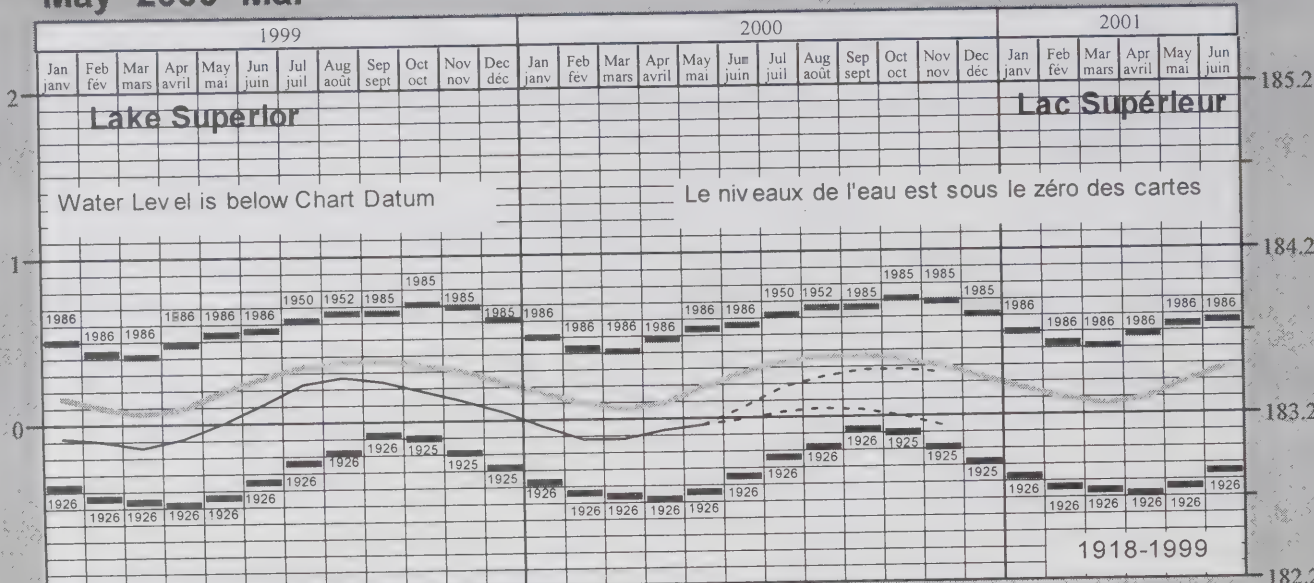 May 2000 Mai
1999 2000 2001
Jan Feb Mar Apr May Jun Jul Aug Sep Oct Nov Dec Jan Feb Mar Apr May Jun Jul Aug Sep Oct Nov Dec Jan Feb Mar Apr May Jun
janv fév mars avril mai juin juil août sept oct nov déc janv fév mars avril mai juin juil août sept oct nov déc janv fév mars avril mai juin
2 185.2
Lake Superior Lac Supérieur
Water Level is below Chart Datum Le niveaux de l'eau est sous le zéro des cartes
1 184.2
1986 1986 1986 1986 1986 1986 1950 1952 1985 1985 1985 1985 1986 1986 1986 1986 1986 1986 1950 1952 1985 1985 1985 1985 1986 1986 1986 1986 1986 1986
0 183.2
1926 1926 1926 1926 1926 1926 1926 1926 1926 1925 1925 1925 1926 1926 1926 1926 1926 1926 1926 1926 1926 1925 1925 1925 1926 1926 1926 1926 1926 1926
1918-1999
182.2